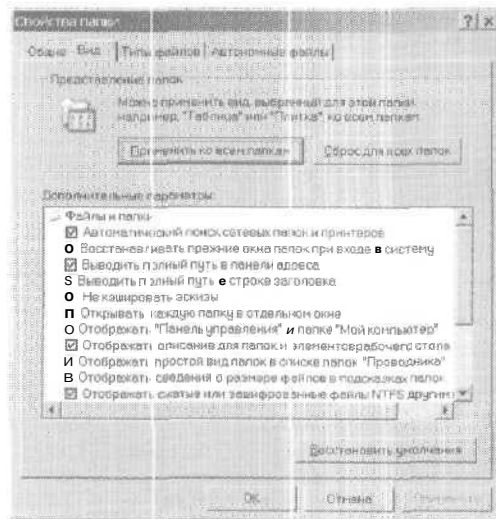 Свойства папки
Общие Вид Типы файлов Автономные файлы
Представление папок
Можно применить вид, выбранный для этой папки
например, "Таблица" или "Плитка", ко всем папкам
Применить ко всем папкам Сброс для всех папок
Дополнительные параметры:
Файлы и папки
Автоматический поиск сетевых папок и принтеров
О Восстанавливать прежние окна папок при входе в систему
Выводить полный путь в панели адреса
S Выводить п элный путь е строке заголовка
О Не кэшировать эскизы
П Открывать каждую папку в отдельном окне
О Отображать "Панель управления" и папке "Мой компьютер"
Отображать описание для папок и элементов рабочего стола
И Отображать простой вид папок в списке папок "Проводника"
В Отображать сведения о размере файлов в подсказках папок
Отображать сжатые или зашифрованные файлы NTFS другим
Восстановить умолчания
ОК Отмена Применить